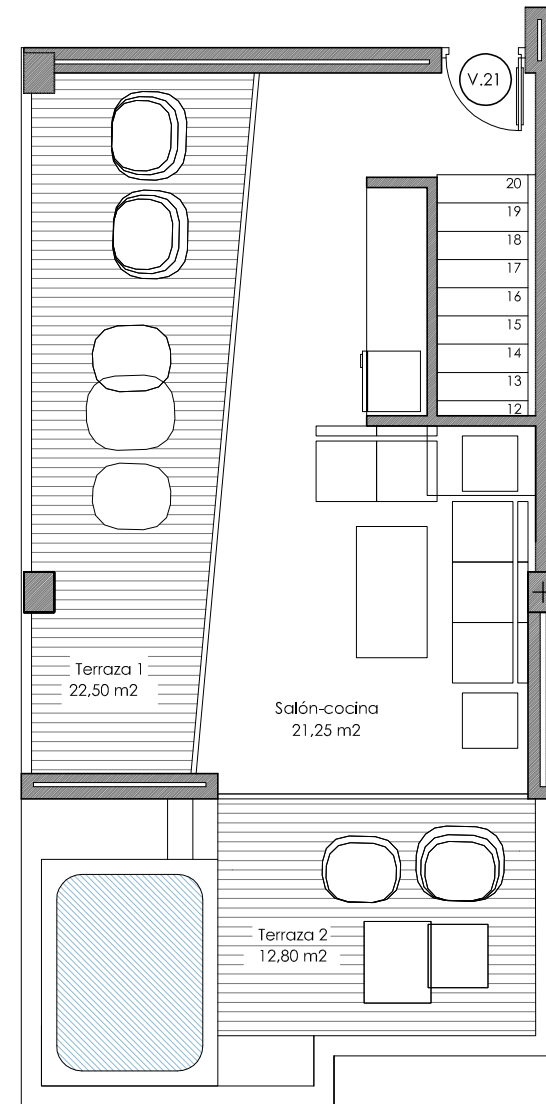 V.21
20
19
18
17
16
15
14
13
12
Terraza 1
22,50 m2
Salón-cocina
21,25 m2
Terraza 2
12,80 m2